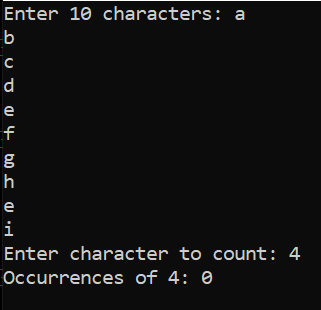 Enter 10 characters: a
b
c
d
e
f
g
h
e
i
Enter character to count: 4
Occurrences of 4: 0